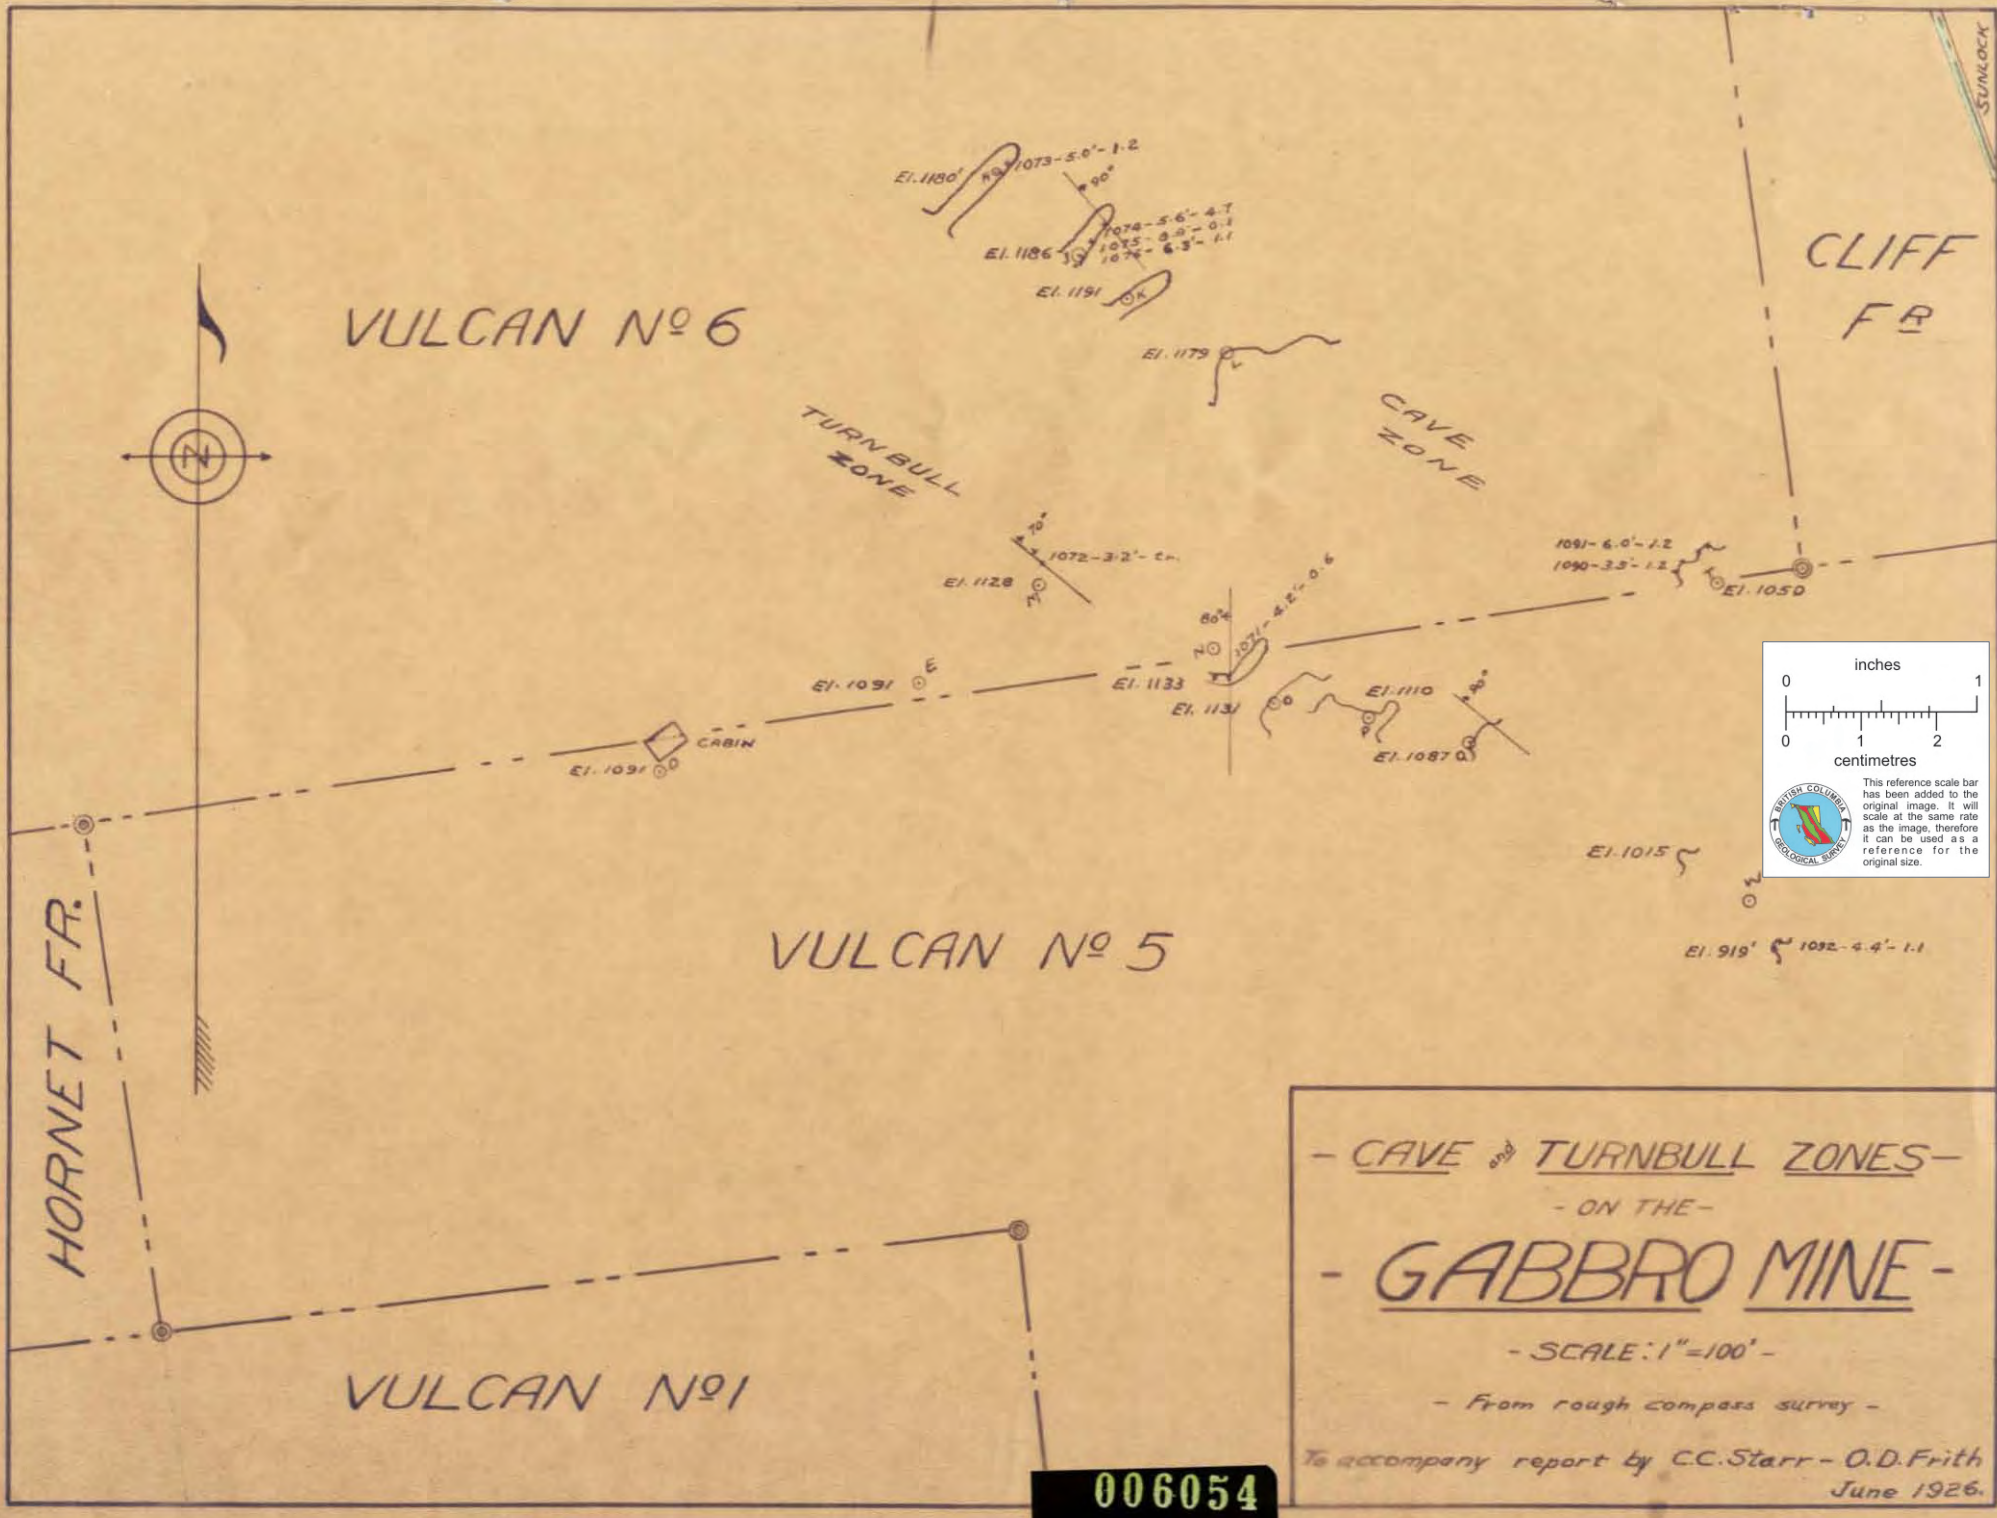 SUNLOCK
El. 1180'
1073-5.0'-1.2
90°
1074-5.6'-4.7
El. 1186
El. 1191
K
CLIFF
FR
VULCAN Nº 6
El. 1179
L
CAVE
ZONE
N
TURNBULL
ZONE
70°
1072-3.2'-tr.
El. 1128
1091-6.0'-1.2
1090-3.5'-1.2
El. 1050
1071-4.2'-0.6
80°
N
El. 1091
E
El. 1133
El. 1131
El. 1110
El. 1087
CABIN
El. 1091
D
inches
0 1
0 1 2
centimetres
This reference scale bar
has been added to the
original image. It will
scale at the same rate
as the image, therefore
it can be used as a
reference for the
original size.
BRITISH COLUMBIA
GEOLOGICAL SURVEY
El. 1015
El. 919'
1092-4.4'-1.1
HORNET FR.
VULCAN Nº 5
VULCAN Nº 1
- CAVE and TURNBULL ZONES -
- ON THE -
- GABBRO MINE -
- SCALE: 1"=100' -
- From rough compass survey -
To accompany report by C.C. Starr - O.D. Frith
June 1926.
006054